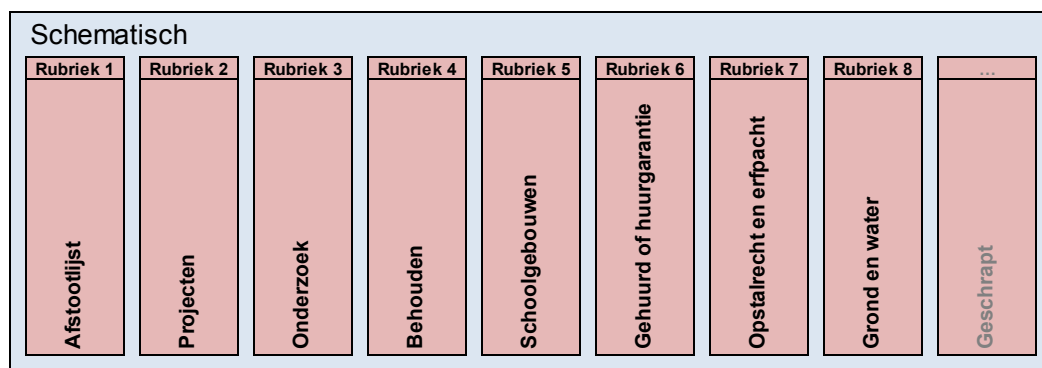 Schematisch
Rubriek 1
Rubriek 2
Rubriek 3
Rubriek 4
Rubriek 5
Rubriek 6
Rubriek 7
Rubriek 8
...
Afstootlijst
Projecten
Onderzoek
Behouden
Schoolgebouwen
Gehuurd of huurgarantie
Opstalrecht en erfpacht
Grond en water
Geschrapt